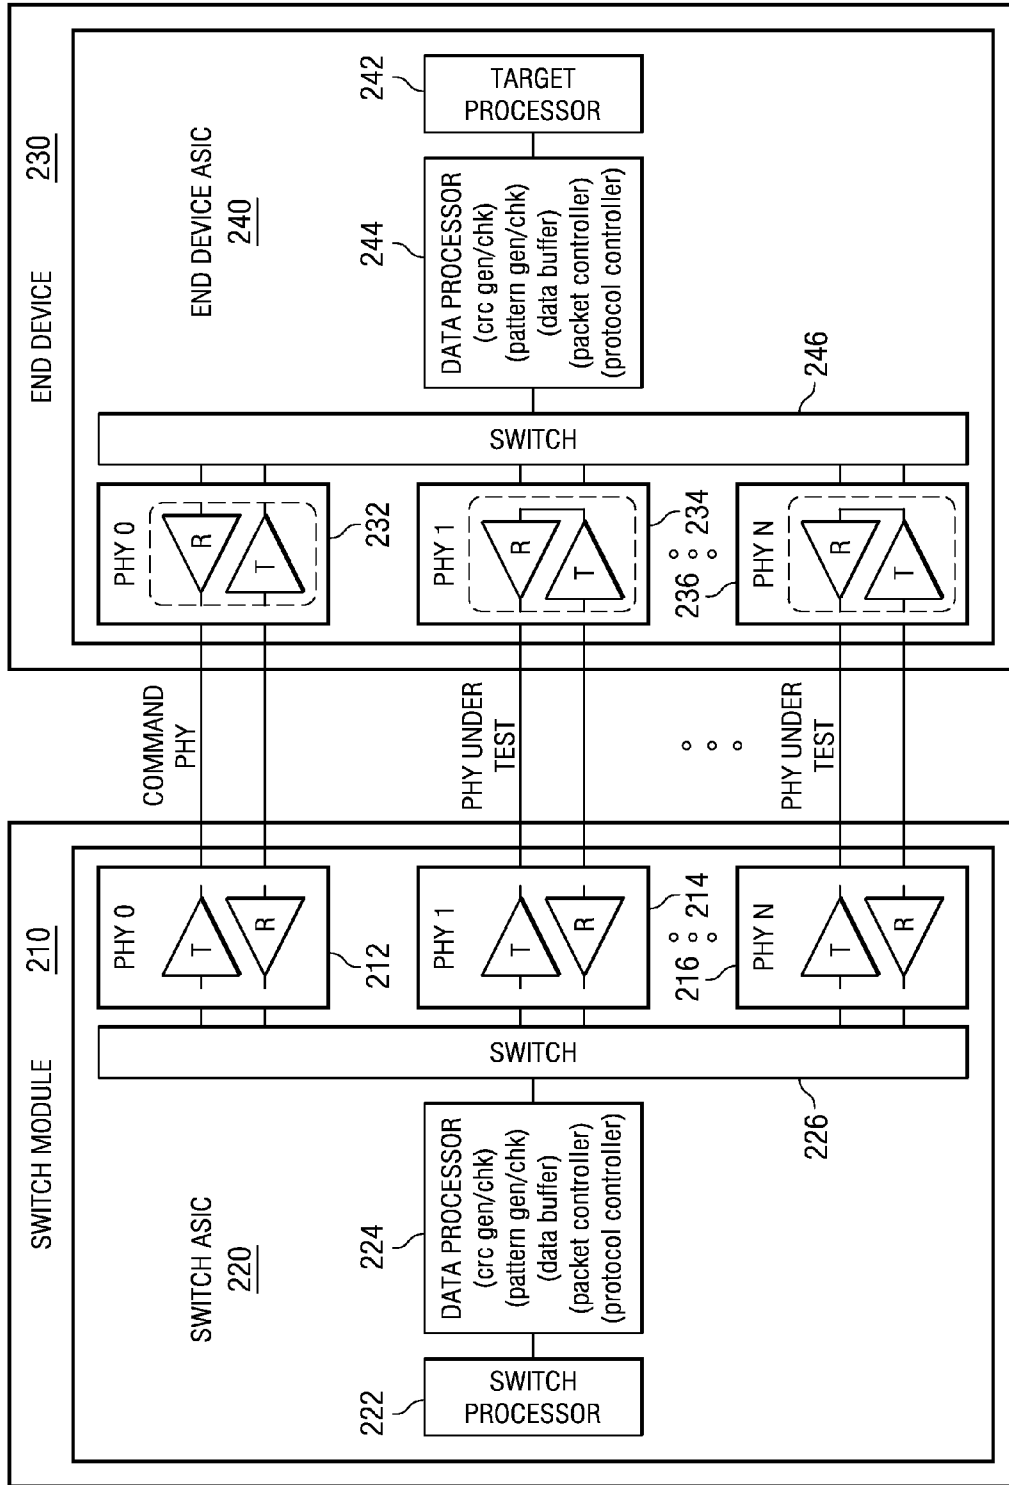 SWITCH MODULE
210
SWITCH ASIC
220
222
SWITCH
PROCESSOR
224
DATA PROCESSOR
(crc gen/chk)
(pattern gen/chk)
(data buffer)
(packet controller)
(protocol controller)
SWITCH
226
PHY 0
T
R
212
PHY 1
T
R
214
216
PHY N
T
R
COMMAND
PHY
PHY UNDER
TEST
PHY UNDER
TEST
END DEVICE
230
END DEVICE ASIC
240
PHY 0
R
T
232
PHY 1
R
T
234
236
PHY N
R
T
SWITCH
246
244
DATA PROCESSOR
(crc gen/chk)
(pattern gen/chk)
(data buffer)
(packet controller)
(protocol controller)
242
TARGET
PROCESSOR